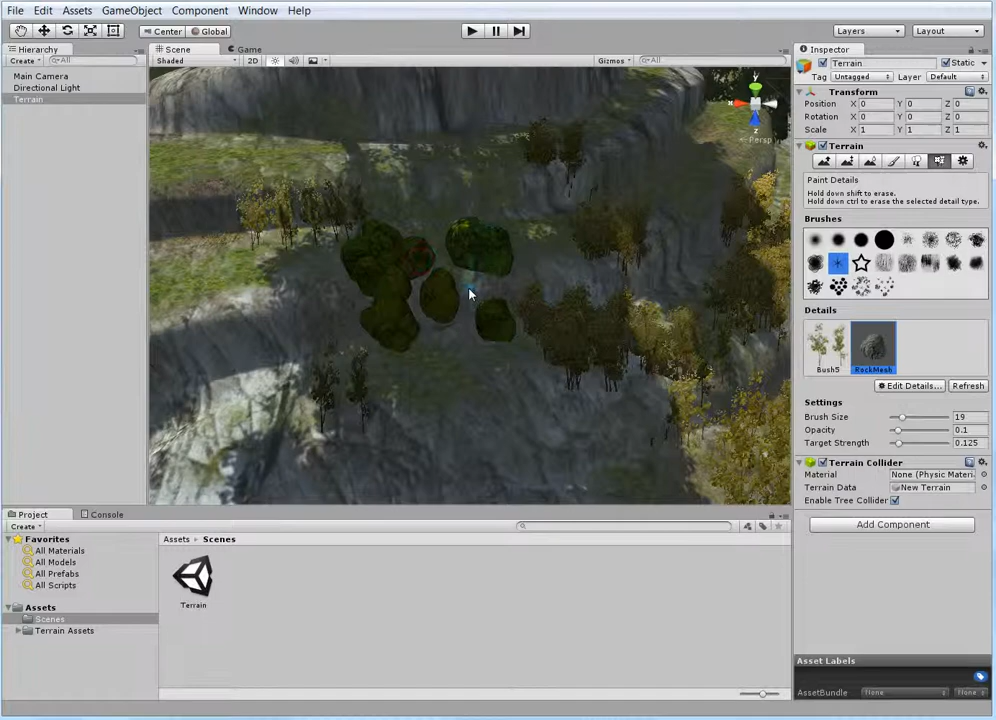 File Edit Assets GameObject Component Window Help
Center Global Layers Layout
Hierarchy Scene Game Inspector
Create All Shaded 2D Gizmos All Terrain Static
Tag Untagged Layer Default
Main Camera
Directional Light
Terrain
y
x
z
Persp
Transform
Position X 0 Y 0 Z 0
Rotation X 0 Y 0 Z 0
Scale X 1 Y 1 Z 1
Terrain
Paint Details
Hold down shift to erase.
Hold down ctrl to erase the selected detail type.
Brushes
Details
Bush5 RockMesh
Edit Details... Refresh
Settings
Brush Size 19
Opacity 0.1
Target Strength 0.125
Terrain Collider
Material None (Physic Materi
Terrain Data New Terrain
Enable Tree Collider
Add Component
Project Console
Create
Favorites
All Materials
All Models
All Prefabs
All Scripts
Assets
Scenes
Terrain Assets
Assets Scenes
Terrain
Asset Labels
AssetBundle None None